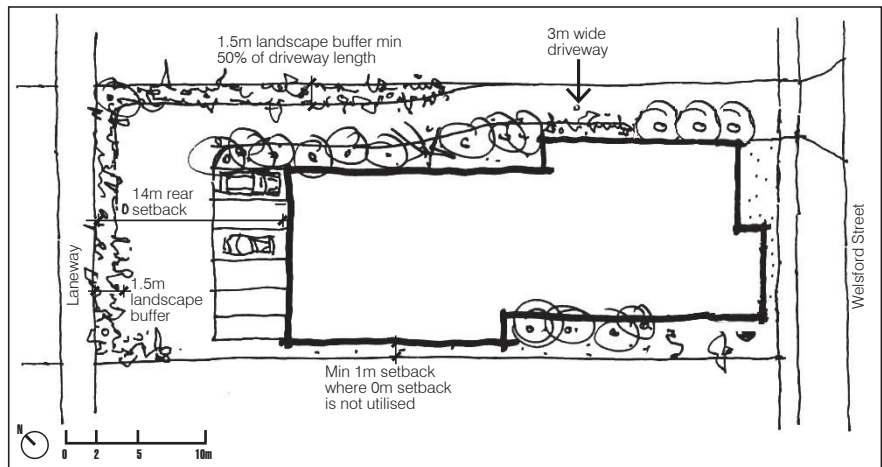 1.5m landscape buffer min
50% of driveway length
3m wide
driveway
14m rear
setback
Laneway
1.5m
landscape
buffer
Welsford Street
Min 1m setback
where 0m setback
is not utilised
N
0 2 5 10m